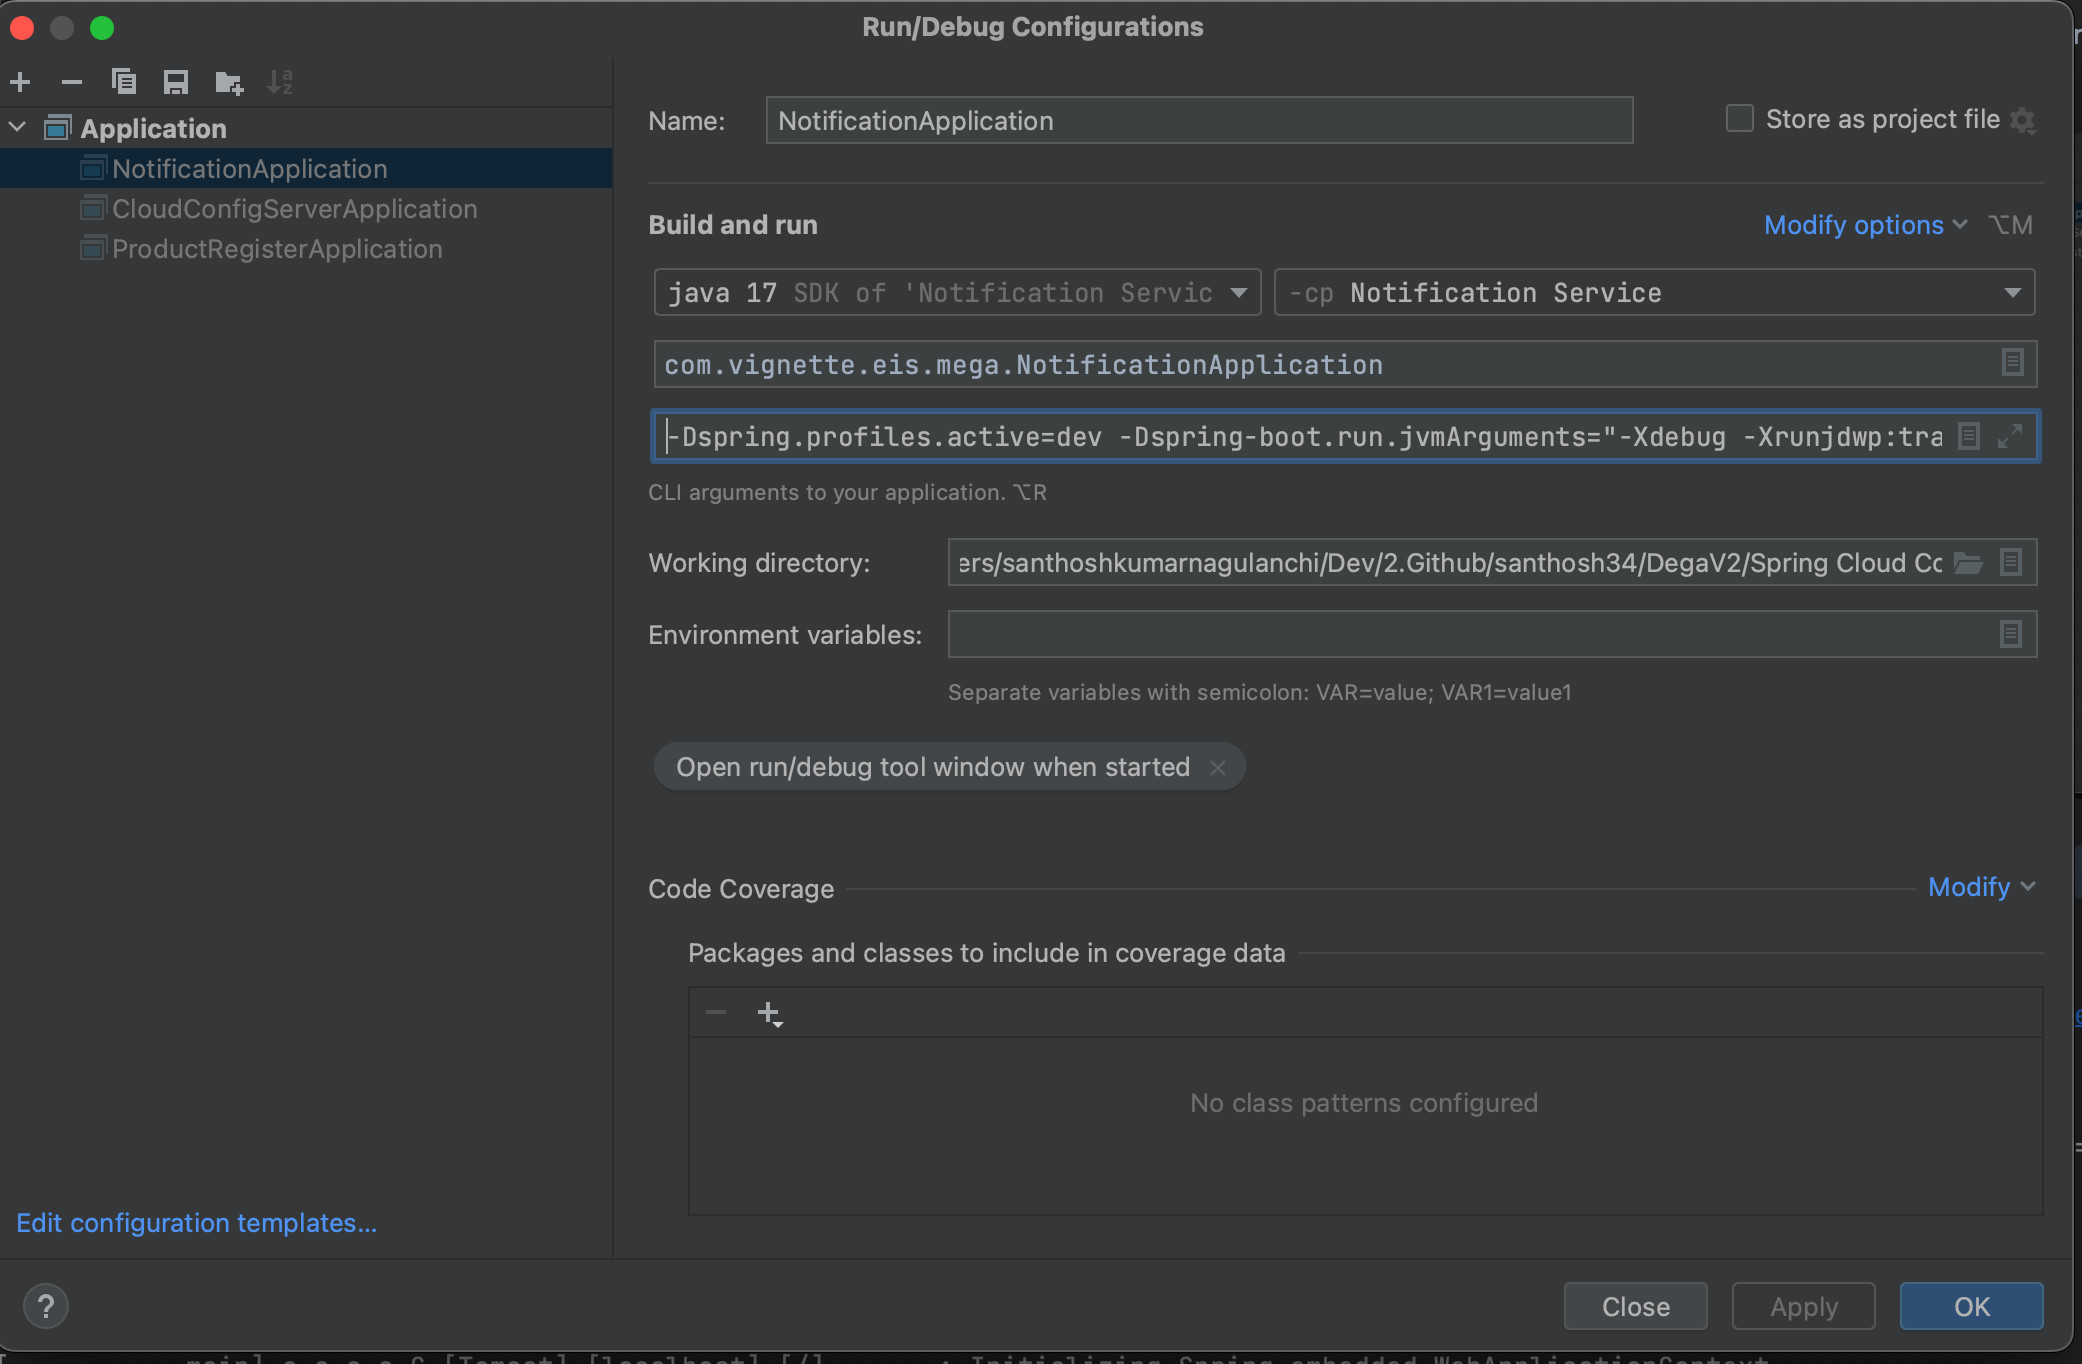 Run/Debug Configurations
Application
NotificationApplication
CloudConfigServerApplication
ProductRegisterApplication
Edit configuration templates...
Name: NotificationApplication
Store as project file
Build and run
Modify options ⌥M
java 17 SDK of 'Notification Servic
-cp Notification Service
com.vignette.eis.mega.NotificationApplication
-Dspring.profiles.active=dev -Dspring-boot.run.jvmArguments="-Xdebug -Xrunjdwp:tra
CLI arguments to your application. ⌥R
Working directory: ers/santhoshkumarnagulanchi/Dev/2.Github/santhosh34/DegaV2/Spring Cloud Co
Environment variables:
Separate variables with semicolon: VAR=value; VAR1=value1
Open run/debug tool window when started
Code Coverage
Modify
Packages and classes to include in coverage data
No class patterns configured
?
Close
Apply
OK